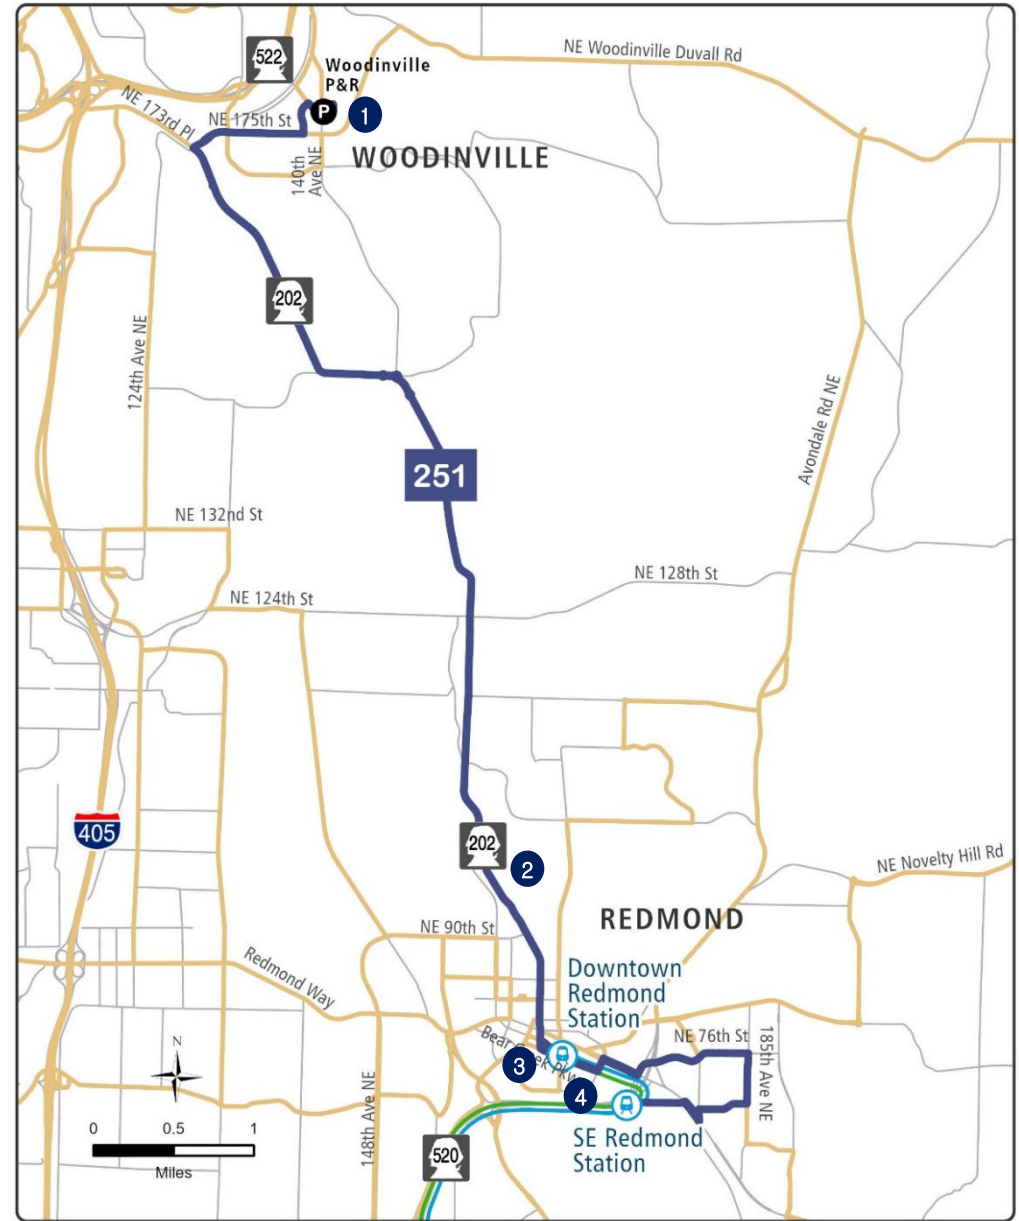 NE Woodinville Duvall Rd
522
Woodinville
P&R
P
1
NE 173rd Pl
NE 175th St
WOODINVILLE
140th
Ave NE
202
124th Ave NE
Avondale Rd NE
251
NE 132nd St
NE 128th St
NE 124th St
405
202
2
NE Novelty Hill Rd
REDMOND
NE 90th St
Redmond Way
Downtown
Redmond
Station
NE 76th St
185th Ave NE
Bear Creek Pkw
3
4
N
148th Ave NE
0 0.5 1
Miles
520
SE Redmond
Station